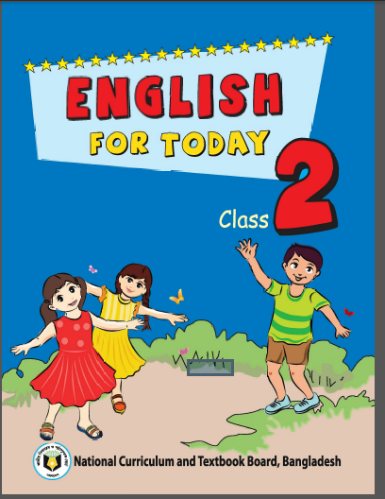 ENGLISH
FOR TODAY
Class 2
National Curriculum and Textbook Board, Bangladesh